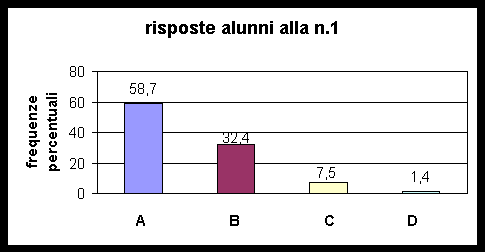 risposte alunni alla n.1
frequenze
percentuali
80
60
40
20
0
58,7
32,4
7,5
1,4
A B C D